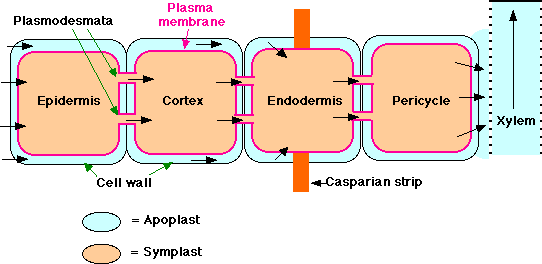 Plasmodesmata
Plasma
membrane
Epidermis
Cortex
Endodermis
Pericycle
Xylem
Cell wall
Casparian strip
= Apoplast
= Symplast